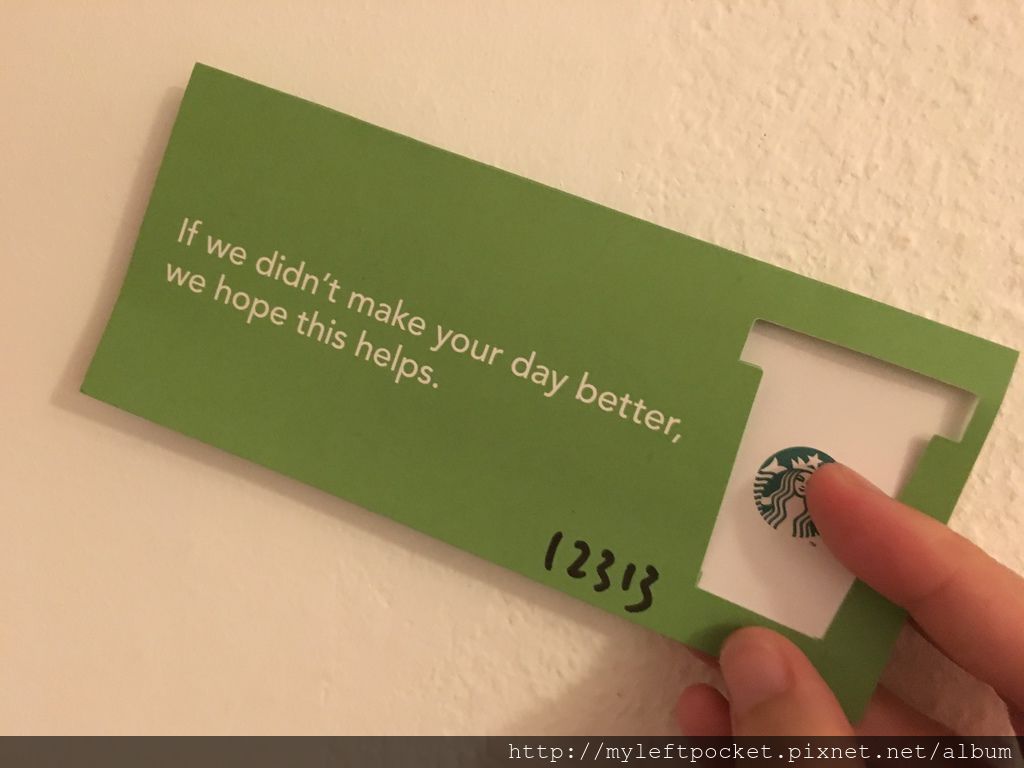 If we didn't make your day better,
we hope this helps.
12313
http://myleftpocket.pixnet.net/album